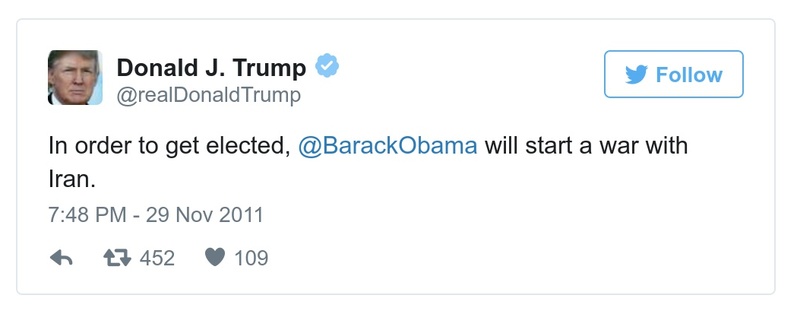 Donald J. Trump
@realDonaldTrump
Follow
In order to get elected, @BarackObama will start a war with
Iran.
7:48 PM - 29 Nov 2011
452 109